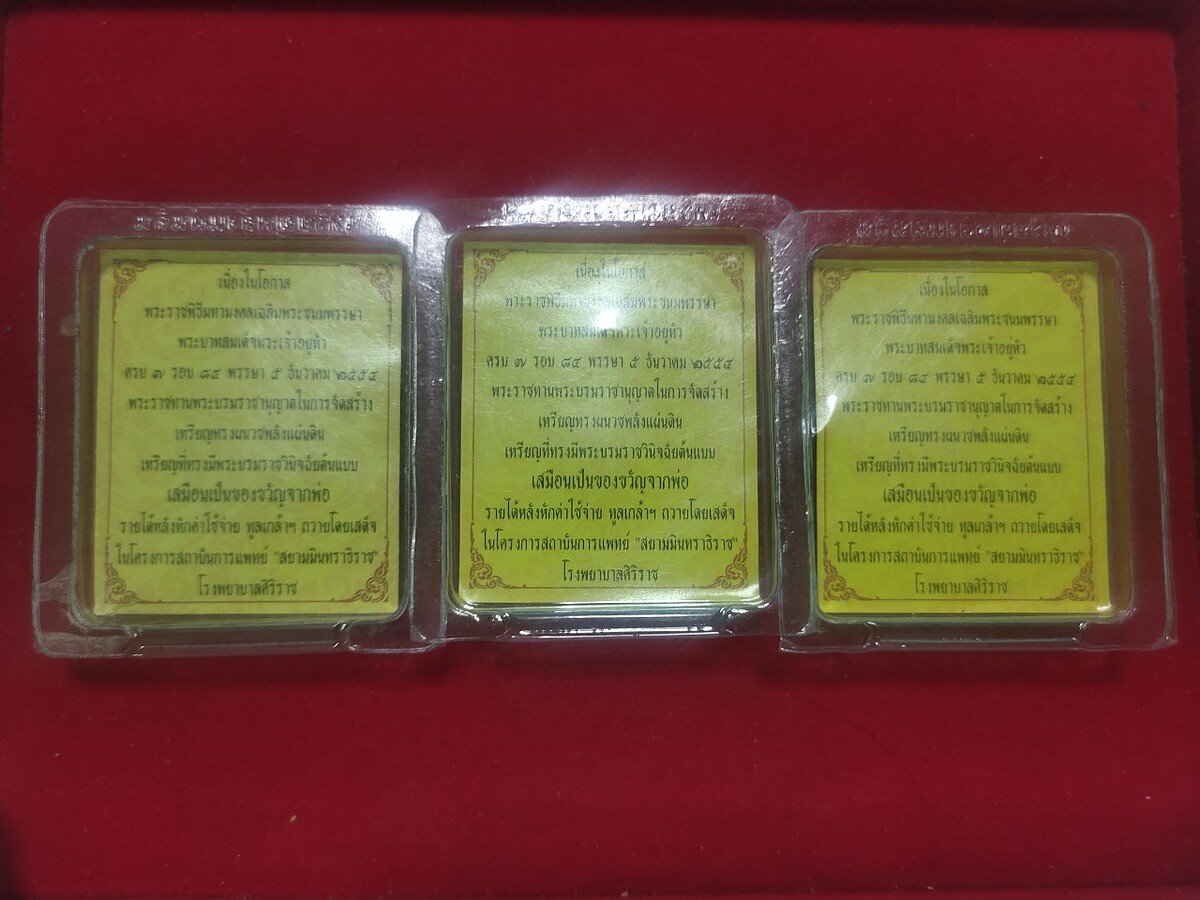 เนื่องในโอกาส
พระราชพิธีมหามงคลเฉลิมพระชนมพรรษา
พระบาทสมเด็จพระเจ้าอยู่หัว
ครบ ๗ รอบ ๘๔ พรรษา ๕ ธันวาคม ๒๕๕๔
พระราชทานพระบรมราชานุญาตในการจัดสร้าง
เหรียญทรงผนวชพลังแผ่นดิน
เหรียญที่ทรงมีพระบรมราชวินิจฉัยต้นแบบ
เสมือนเป็นของขวัญจากพ่อ
รายได้หลังหักค่าใช้จ่าย ทูลเกล้าฯ ถวายโดยเสด็จ
ในโครงการสถาบันการแพทย์ "สยามมินทราธิราช"
โรงพยาบาลศิริราช
เนื่องในโอกาส
พระราชพิธีมหามงคลเฉลิมพระชนมพรรษา
พระบาทสมเด็จพระเจ้าอยู่หัว
ครบ ๗ รอบ ๘๔ พรรษา ๕ ธันวาคม ๒๕๕๔
พระราชทานพระบรมราชานุญาตในการจัดสร้าง
เหรียญทรงผนวชพลังแผ่นดิน
เหรียญที่ทรงมีพระบรมราชวินิจฉัยต้นแบบ
เสมือนเป็นของขวัญจากพ่อ
รายได้หลังหักค่าใช้จ่าย ทูลเกล้าฯ ถวายโดยเสด็จ
ในโครงการสถาบันการแพทย์ "สยามมินทราธิราช"
โรงพยาบาลศิริราช
เนื่องในโอกาส
พระราชพิธีมหามงคลเฉลิมพระชนมพรรษา
พระบาทสมเด็จพระเจ้าอยู่หัว
ครบ ๗ รอบ ๘๔ พรรษา ๕ ธันวาคม ๒๕๕๔
พระราชทานพระบรมราชานุญาตในการจัดสร้าง
เหรียญทรงผนวชพลังแผ่นดิน
เหรียญที่ทรงมีพระบรมราชวินิจฉัยต้นแบบ
เสมือนเป็นของขวัญจากพ่อ
รายได้หลังหักค่าใช้จ่าย ทูลเกล้าฯ ถวายโดยเสด็จ
ในโครงการสถาบันการแพทย์ "สยามมินทราธิราช"
โรงพยาบาลศิริราช